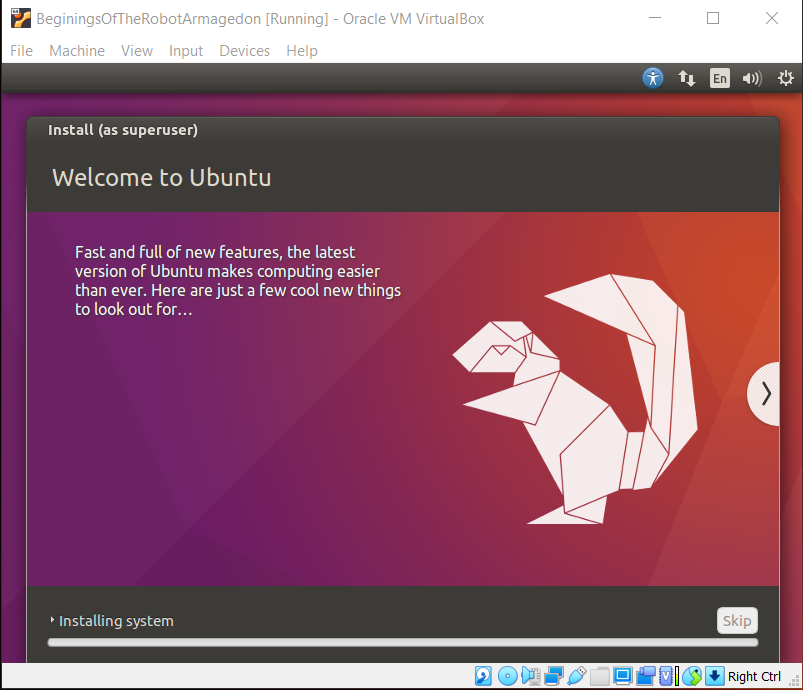 BeginingsOfTheRobotArmagedon [Running] - Oracle VM VirtualBox
File Machine View Input Devices Help
En
Install (as superuser)
Welcome to Ubuntu
Fast and full of new features, the latest
version of Ubuntu makes computing easier
than ever. Here are just a few cool new things
to look out for…
Installing system
Skip
Right Ctrl